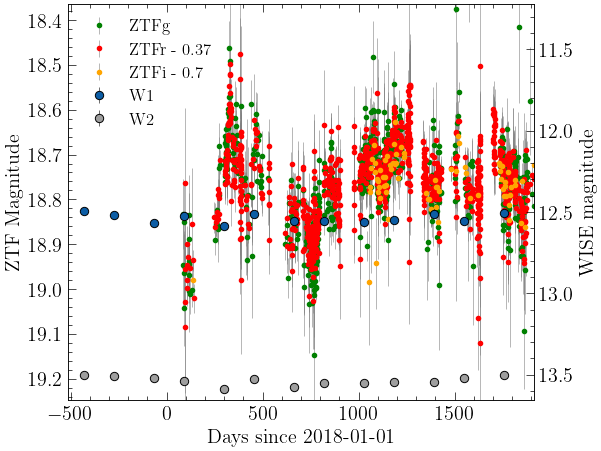 ZTFg
ZTFr - 0.37
ZTFi - 0.7
W1
W2
18.4
18.5
18.6
18.7
18.8
18.9
19.0
19.1
19.2
ZTF Magnitude
11.5
12.0
12.5
13.0
13.5
WISE magnitude
−500
0
500
1000
1500
Days since 2018-01-01